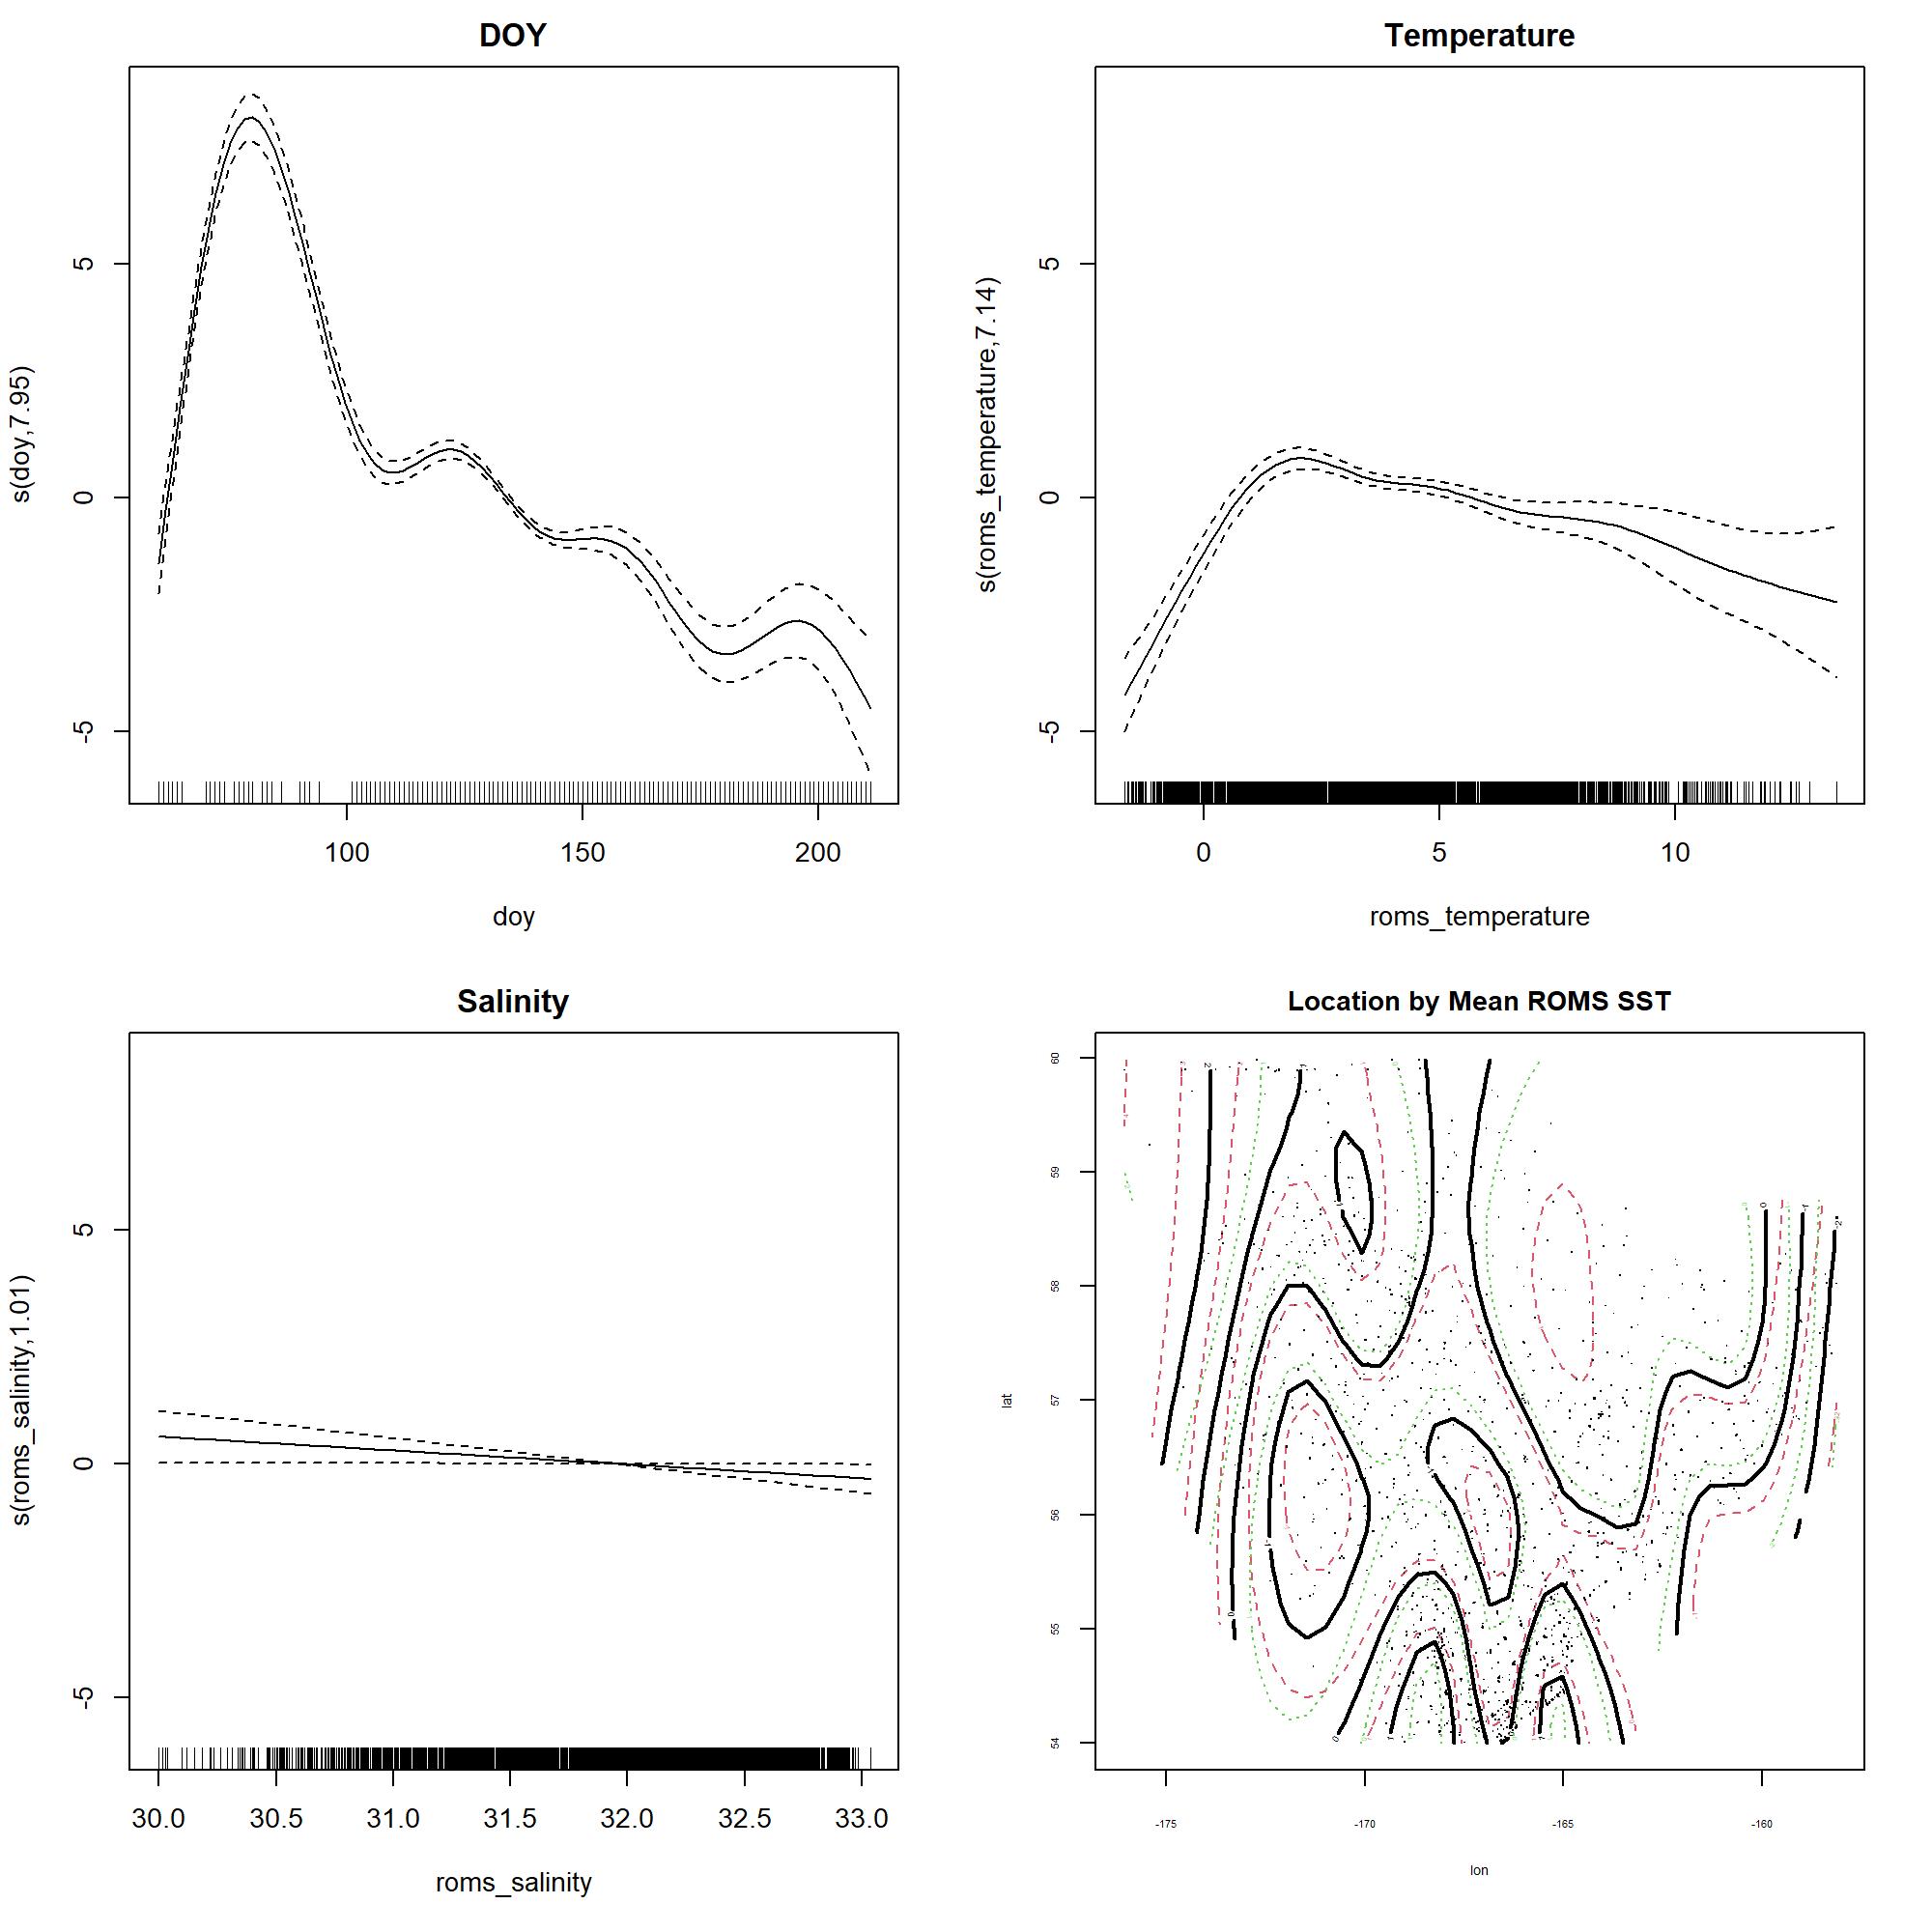 DOY
s(doy,7.95)
5
0
-5
100 150 200
doy
Temperature
s(roms_temperature,7.14)
5
0
-5
0 5 10
roms_temperature
Salinity
s(roms_salinity,1.01)
5
0
-5
30.0 30.5 31.0 31.5 32.0 32.5 33.0
roms_salinity
Location by Mean ROMS SST
lat
60
59
58
57
56
55
54
-175 -170 -165 -160
lon